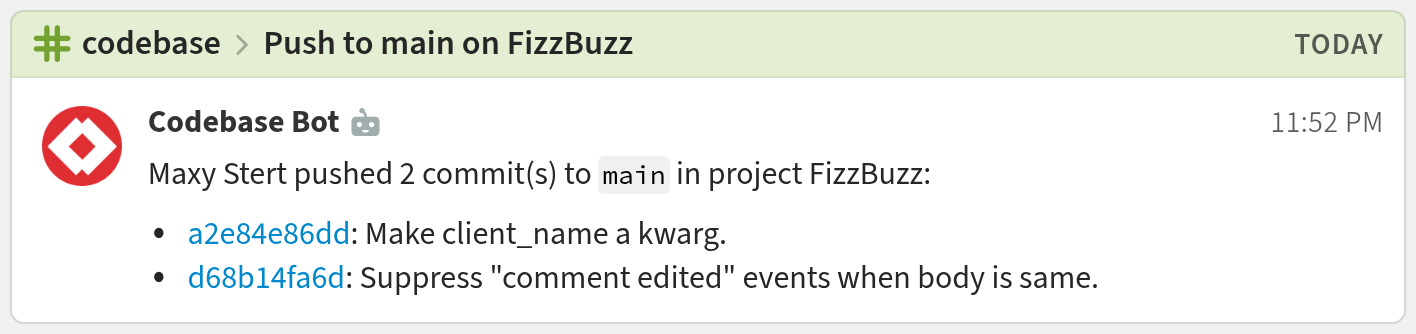 codebase > Push to main on FizzBuzz TODAY
Codebase Bot 11:52 PM
Maxy Stert pushed 2 commit(s) to main in project FizzBuzz:
• a2e84e86dd: Make client_name a kwarg.
• d68b14fa6d: Suppress "comment edited" events when body is same.